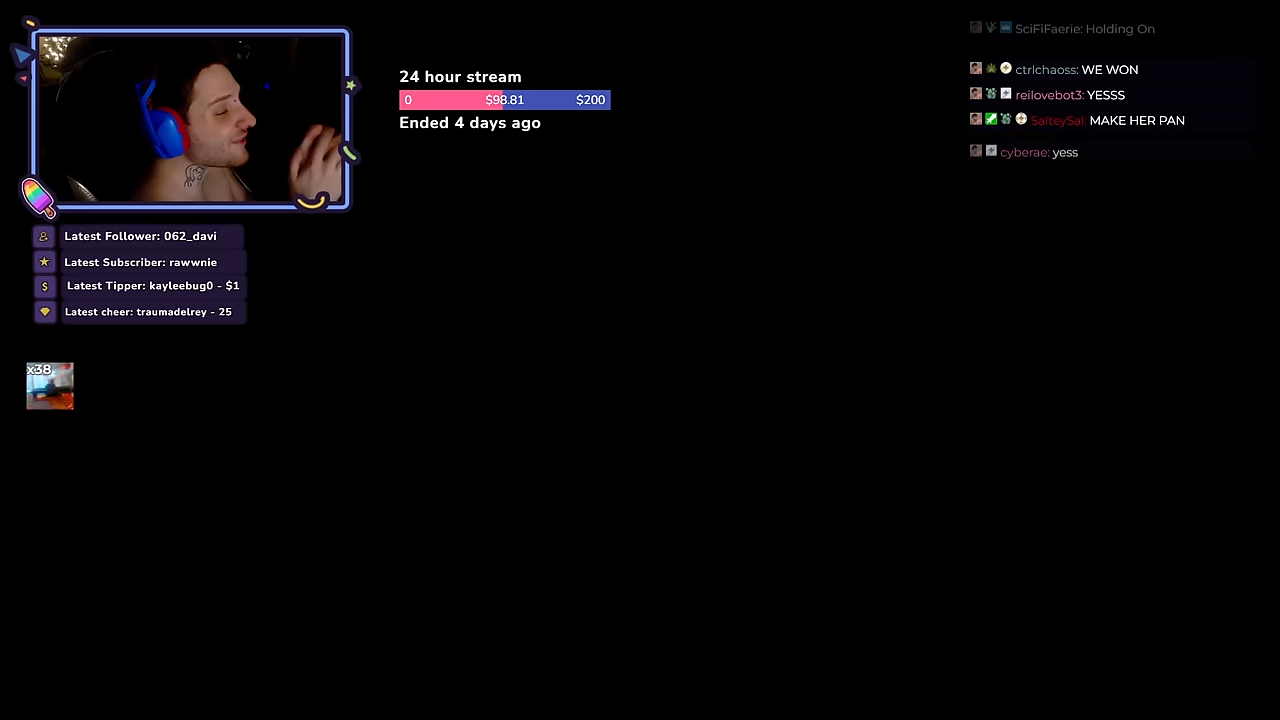 24 hour stream
0 $98.81 $200
Ended 4 days ago
Latest Follower: 062_davi
Latest Subscriber: rawwnie
Latest Tipper: kayleebug0 - $1
Latest cheer: traumadelrey - 25
x38
SciFiFaerie: Holding On
ctrlchaoss: WE WON
reilovebot3: YESSS
SalteySal: MAKE HER PAN
cyberae: yess